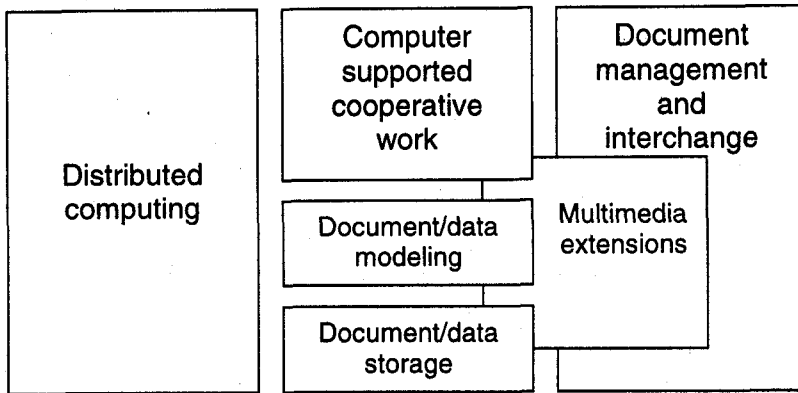 Distributed
computing
Computer
supported
cooperative
work
Document/data
modeling
Document/data
storage
Document
management
and
interchange
Multimedia
extensions